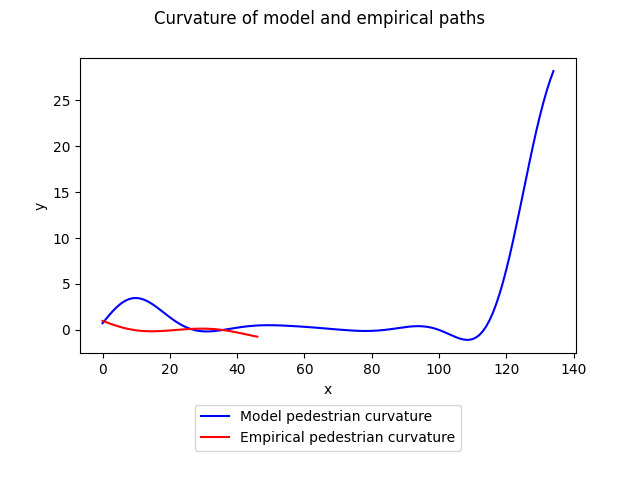 Curvature of model and empirical paths
25
20
15
10
5
0
y
0 20 40 60 80 100 120 140
x
Model pedestrian curvature
Empirical pedestrian curvature